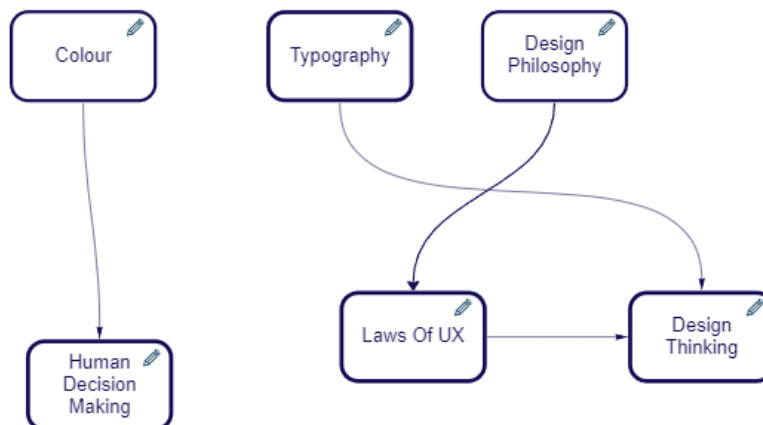 Colour
Typography
Design
Philosophy
Laws Of UX
Design
Thinking
Human
Decision
Making